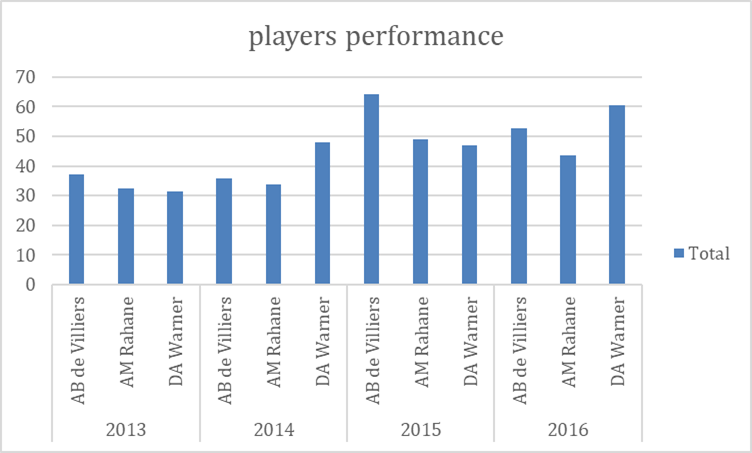 players performance
70
60
50
40
30
20
10
0
AB de Villiers
AM Rahane
DA Warner
AB de Villiers
AM Rahane
DA Warner
AB de Villiers
AM Rahane
DA Warner
AB de Villiers
AM Rahane
DA Warner
2013
2014
2015
2016
Total